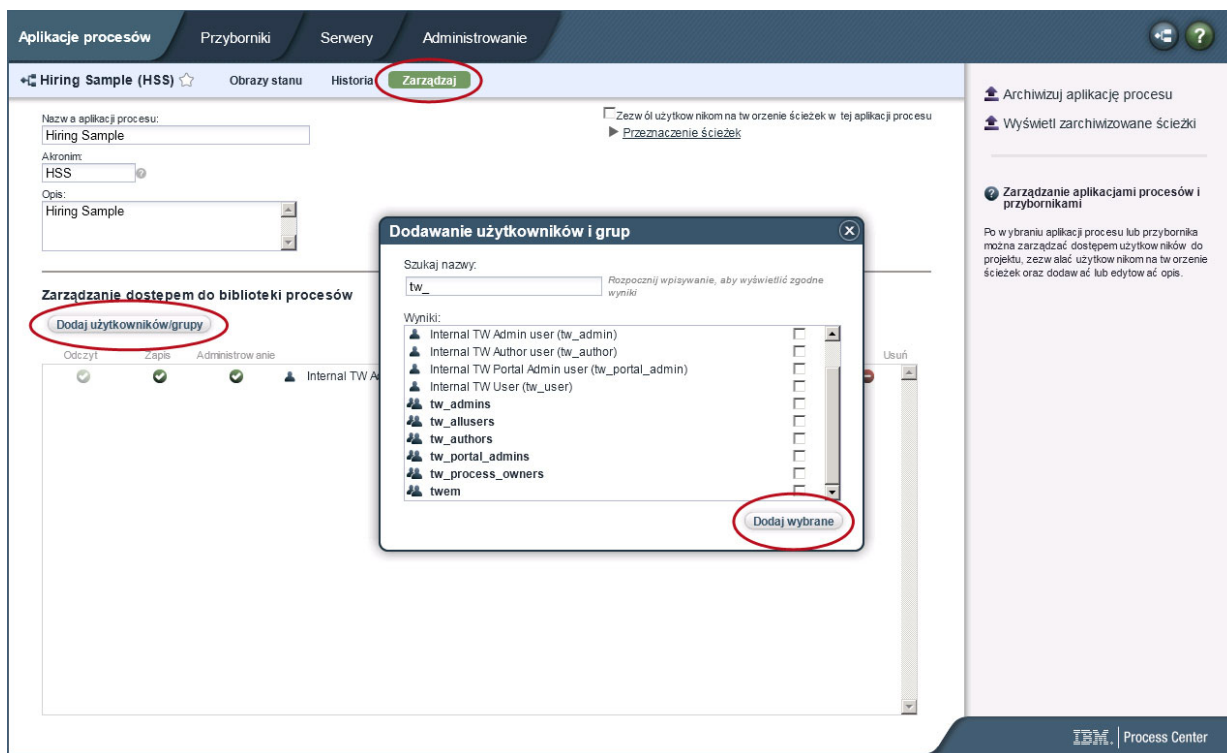 Aplikacje procesów
Przyborniki
Serwery
Administrowanie
?
Hiring Sample (HSS)
Obrazy stanu
Historia
Zarządzaj
Nazwa aplikacji procesu:
Hiring Sample
Akronim:
HSS
?
Opis:
Hiring Sample
Zezwól użytkownikom na tworzenie ścieżek w tej aplikacji procesu
Przeznaczenie ścieżek
Zarządzanie dostępem do biblioteki procesów
Dodaj użytkowników/grupy
Odczyt
Zapis
Administrowanie
Usuń
Internal TW A
Dodawanie użytkowników i grup
Szukaj nazwy:
tw_
Rozpocznij wpisywanie, aby wyświetlić zgodne
wyniki
Wyniki:
Internal TW Admin user (tw_admin)
Internal TW Author user (tw_author)
Internal TW Portal Admin user (tw_portal_admin)
Internal TW User (tw_user)
tw_admins
tw_allusers
tw_authors
tw_portal_admins
tw_process_owners
twem
Dodaj wybrane
Archiwizuj aplikację procesu
Wyświetl zarchiwizowane ścieżki
? Zarządzanie aplikacjami procesów i
przybornikami
Po wybraniu aplikacji procesu lub przybornika
można zarządzać dostępem użytkowników do
projektu, zezwalać użytkownikom na tworzenie
ścieżek oraz dodawać lub edytować opis.
IBM. Process Center